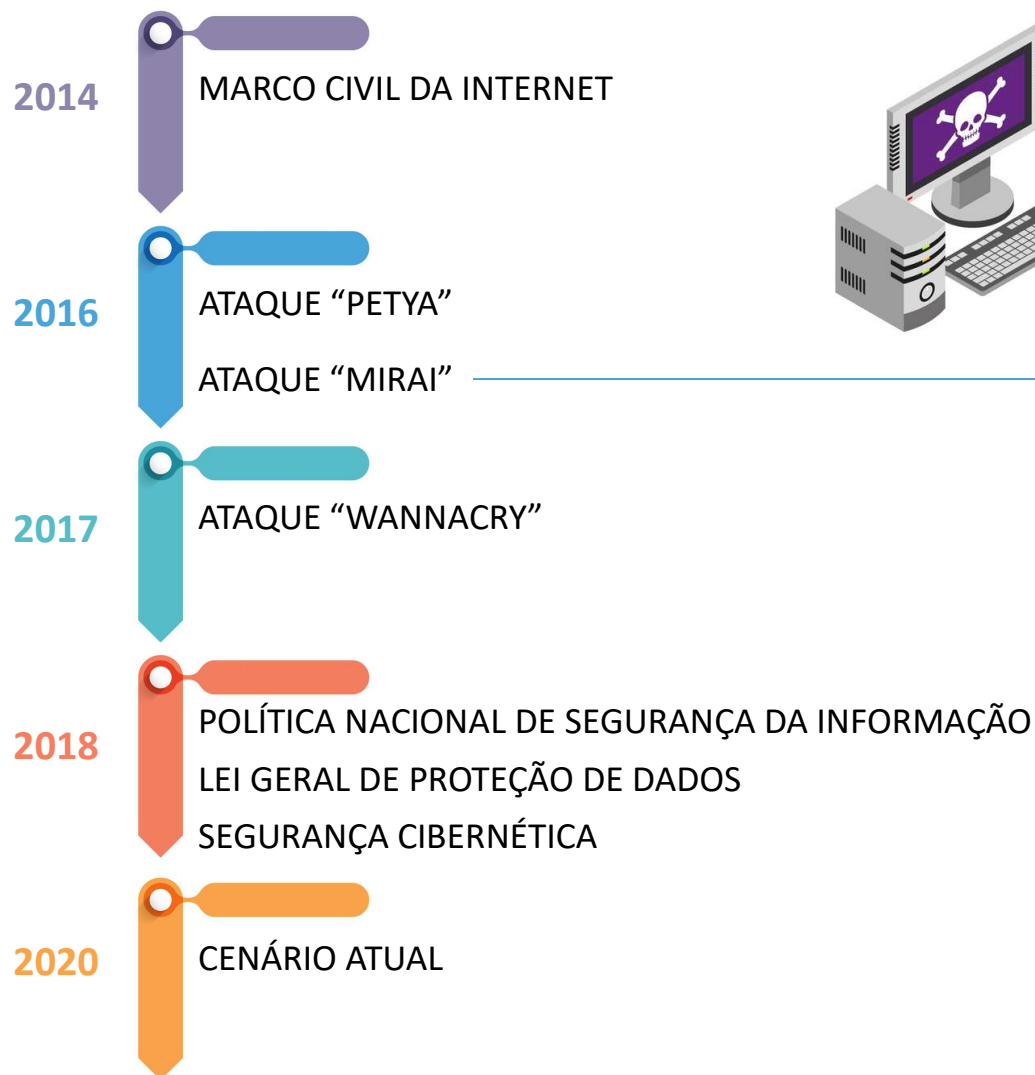 2014
MARCO CIVIL DA INTERNET
2016
ATAQUE “PETYA”
ATAQUE “MIRAI”
2017
ATAQUE “WANNACRY”
2018
POLÍTICA NACIONAL DE SEGURANÇA DA INFORMAÇÃO
LEI GERAL DE PROTEÇÃO DE DADOS
SEGURANÇA CIBERNÉTICA
2020
CENÁRIO ATUAL